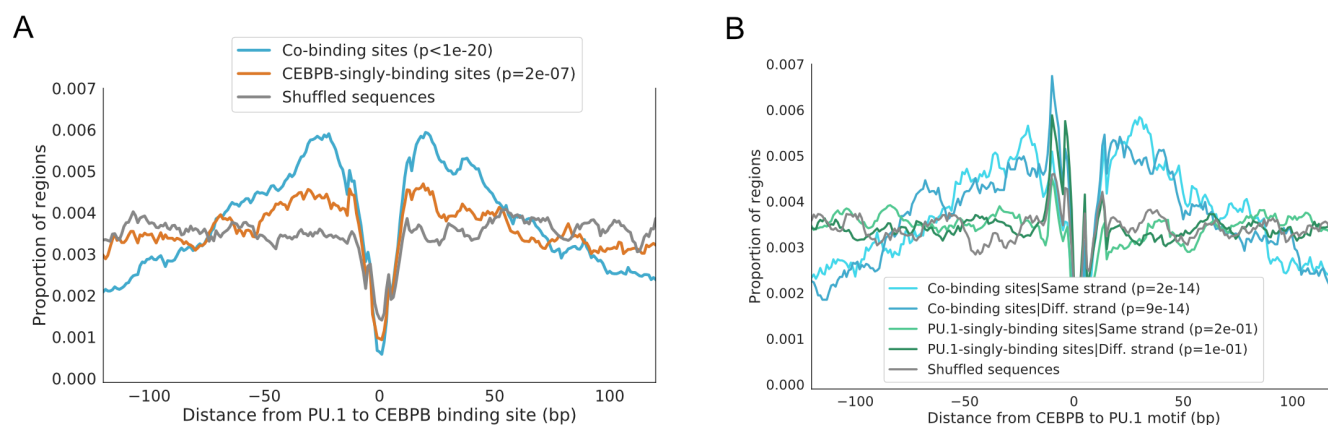 A
Co-binding sites (p<1e-20)
CEBPB-singly-binding sites (p=2e-07)
Shuffled sequences
0.007
0.006
0.005
0.004
0.003
0.002
0.001
0.000
Proportion of regions
−100
−50
0
50
100
Distance from PU.1 to CEBPB binding site (bp)
B
0.007
0.006
0.005
0.004
0.003
0.002
0.001
0.000
Proportion of regions
Co-binding sites|Same strand (p=2e-14)
Co-binding sites|Diff. strand (p=9e-14)
PU.1-singly-binding sites|Same strand (p=2e-01)
PU.1-singly-binding sites|Diff. strand (p=1e-01)
Shuffled sequences
−100
−50
0
50
100
Distance from CEBPB to PU.1 motif (bp)